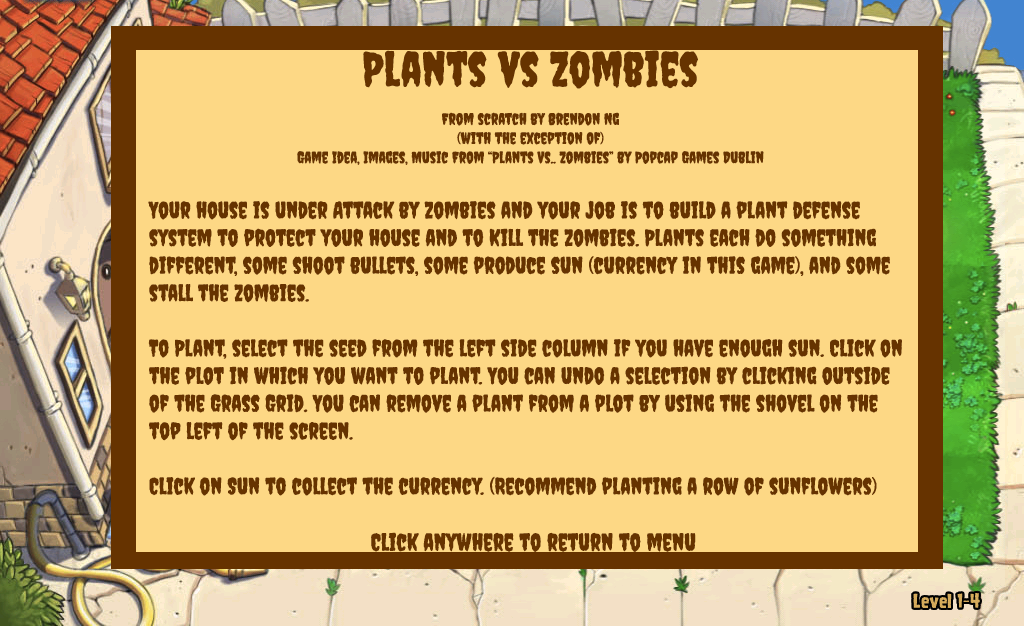 PLANTS VS ZOMBIES
FROM SCRATCH BY BRENDON NG
(WITH THE EXCEPTION OF)
GAME IDEA, IMAGES, MUSIC FROM "PLANTS VS.. ZOMBIES" BY POPCAP GAMES DUBLIN
YOUR HOUSE IS UNDER ATTACK BY ZOMBIES AND YOUR JOB IS TO BUILD A PLANT DEFENSE
SYSTEM TO PROTECT YOUR HOUSE AND TO KILL THE ZOMBIES. PLANTS EACH DO SOMETHING
DIFFERENT, SOME SHOOT BULLETS, SOME PRODUCE SUN (CURRENCY IN THIS GAME), AND SOME
STALL THE ZOMBIES.
TO PLANT, SELECT THE SEED FROM THE LEFT SIDE COLUMN IF YOU HAVE ENOUGH SUN. CLICK ON
THE PLOT IN WHICH YOU WANT TO PLANT. YOU CAN UNDO A SELECTION BY CLICKING OUTSIDE
OF THE GRASS GRID. YOU CAN REMOVE A PLANT FROM A PLOT BY USING THE SHOVEL ON THE
TOP LEFT OF THE SCREEN.
CLICK ON SUN TO COLLECT THE CURRENCY. (RECOMMEND PLANTING A ROW OF SUNFLOWERS)
CLICK ANYWHERE TO RETURN TO MENU
Level 1-4